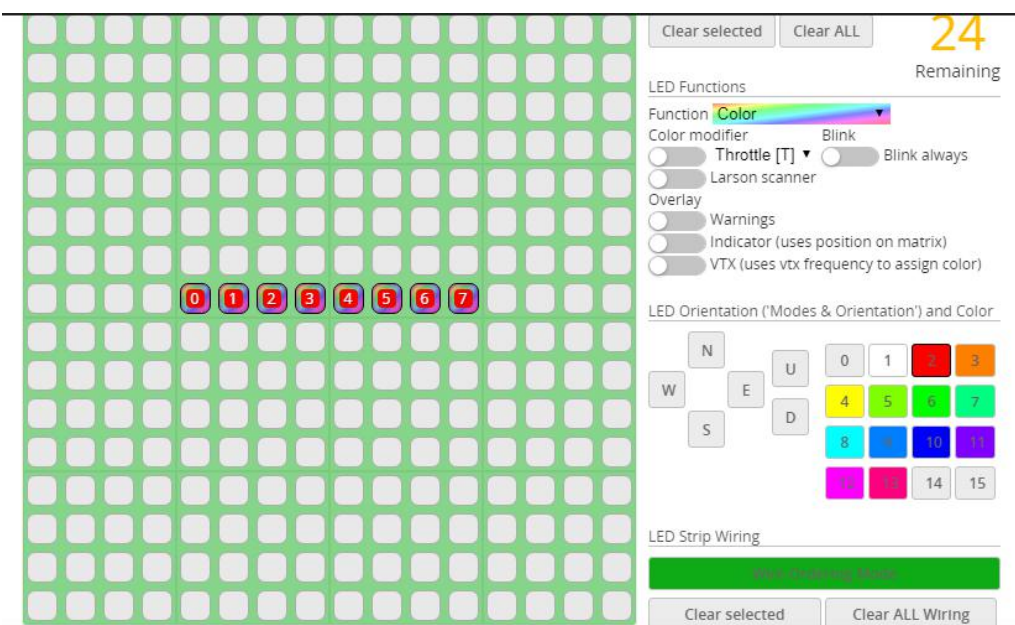 Clear selected Clear ALL 24
Remaining
LED Functions
Function Color
Color modifier Blink
Throttle [T] Blink always
Larson scanner
Overlay
Warnings
Indicator (uses position on matrix)
VTX (uses vtx frequency to assign color)
0 1 2 3 4 5 6 7
LED Orientation ('Modes & Orientation') and Color
N
W E
S
U
D
0 1 2 3
4 5 6 7
8 9 10 11
12 13 14 15
LED Strip Wiring
Wire Ordering Mode
Clear selected Clear ALL Wiring